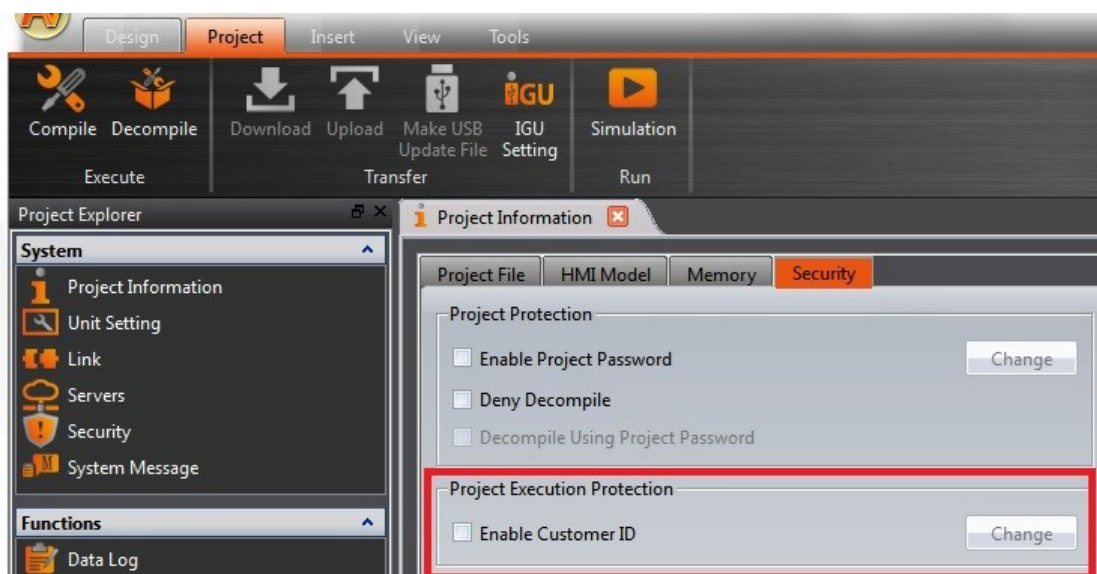 Design Project Insert View Tools
Compile Decompile Download Upload Make USB IGU Simulation
Update File Setting
Execute Transfer Run
iGU
Project Explorer
Project Information
System
Project Information
Unit Setting
Link
Servers
Security
System Message
Functions
Data Log
Project File HMI Model Memory Security
Project Protection
Enable Project Password Change
Deny Decompile
Decompile Using Project Password
Project Execution Protection
Enable Customer ID Change